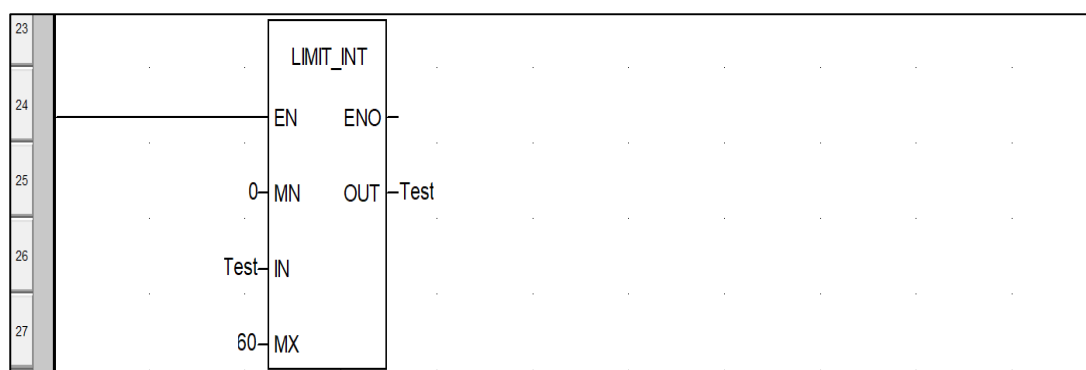 23
LIMIT_INT
24
EN ENO
25
0 MN OUT Test
26
Test IN
27
60 MX